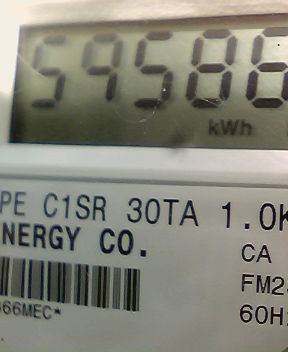 59586
kWh
PE C1SR 30TA 1.0K
NERGY CO.
CA
FM2
60H
66MEC*